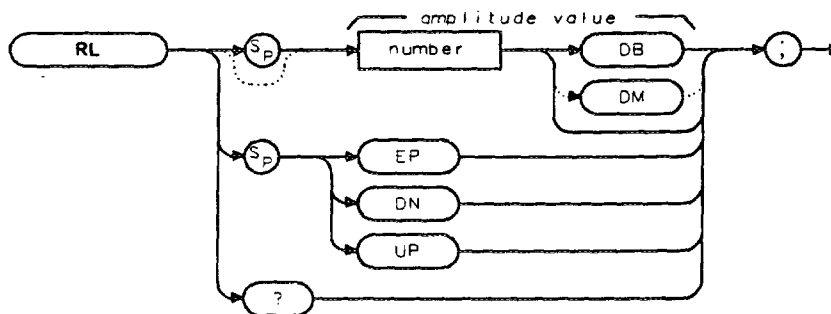 amplitude value
RL SP number DB ;
DM
SP EP
DN
UP
?